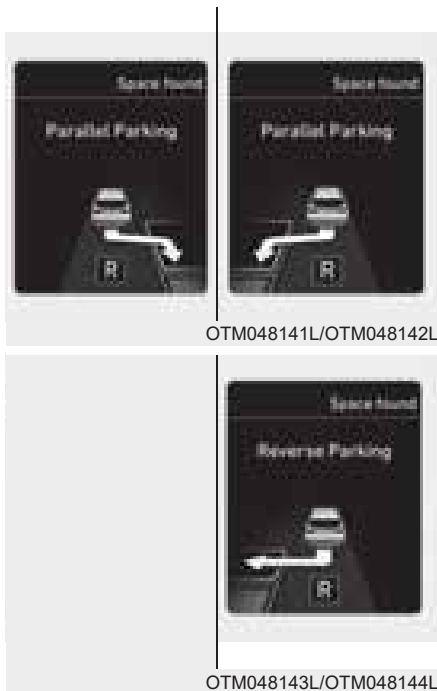 Space found
Parallel Parking
R
Space found
Parallel Parking
R
OTM048141L/OTM048142L
Space found
Reverse Parking
R
OTM048143L/OTM048144L